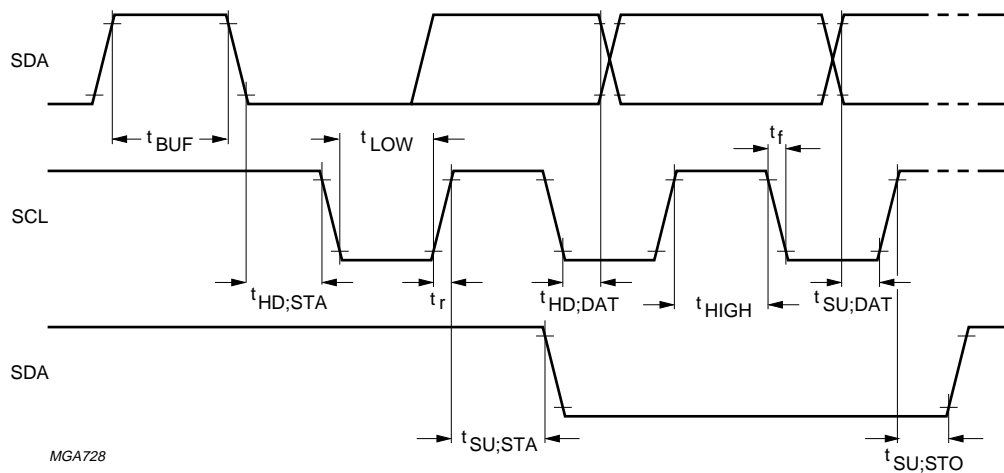 SDA
t BUF
t LOW
t f
SCL
t HD;STA
t r
t HD;DAT
t HIGH
t SU;DAT
SDA
t SU;STA
t SU;STO
MGA728